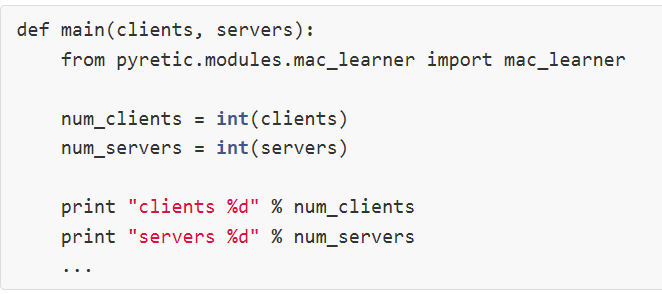 def main(clients, servers):
    from pyretic.modules.mac_learner import mac_learner

    num_clients = int(clients)
    num_servers = int(servers)

    print "clients %d" % num_clients
    print "servers %d" % num_servers
    ...